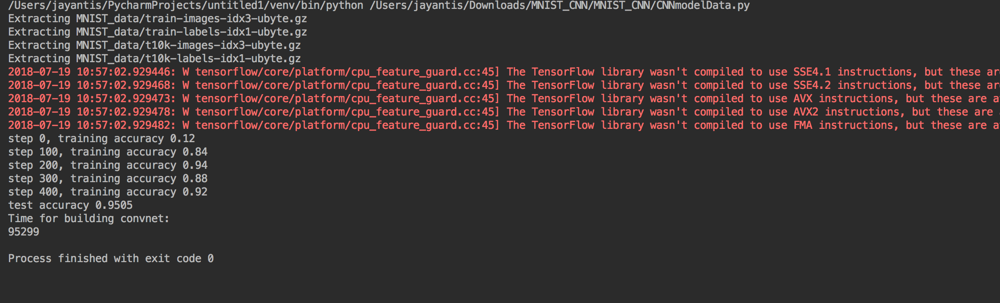 /Users/jayantis/PycharmProjects/untitled1/venv/bin/python /Users/jayantis/Downloads/MNIST_CNN/MNIST_CNN/CNNmodelData.py
Extracting MNIST_data/train-images-idx3-ubyte.gz
Extracting MNIST_data/train-labels-idx1-ubyte.gz
Extracting MNIST_data/t10k-images-idx3-ubyte.gz
Extracting MNIST_data/t10k-labels-idx1-ubyte.gz
2018-07-19 10:57:02.929446: W tensorflow/core/platform/cpu_feature_guard.cc:45] The TensorFlow library wasn't compiled to use SSE4.1 instructions, but these
2018-07-19 10:57:02.929468: W tensorflow/core/platform/cpu_feature_guard.cc:45] The TensorFlow library wasn't compiled to use SSE4.2 instructions, but these
2018-07-19 10:57:02.929473: W tensorflow/core/platform/cpu_feature_guard.cc:45] The TensorFlow library wasn't compiled to use AVX instructions, but these are
2018-07-19 10:57:02.929478: W tensorflow/core/platform/cpu_feature_guard.cc:45] The TensorFlow library wasn't compiled to use AVX2 instructions, but these are
2018-07-19 10:57:02.929482: W tensorflow/core/platform/cpu_feature_guard.cc:45] The TensorFlow library wasn't compiled to use FMA instructions, but these are
step 0, training accuracy 0.12
step 100, training accuracy 0.84
step 200, training accuracy 0.94
step 300, training accuracy 0.88
step 400, training accuracy 0.92
test accuracy 0.9505
Time for building convnet:
95299
Process finished with exit code 0